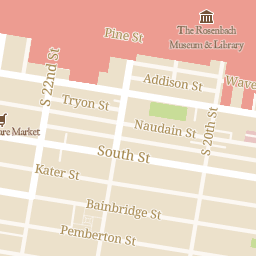 Pine St
The Rosenbach
Museum & Library
S 22nd St
Addison St
Wave
Tryon St
Naudain St
are Market
S 20th St
South St
Kater St
Bainbridge St
Pemberton St